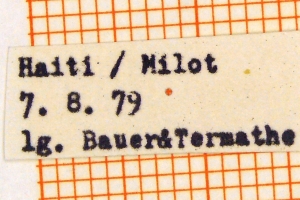 Haiti / Milot
7. 8. 79
lg. Bauer&Termathe